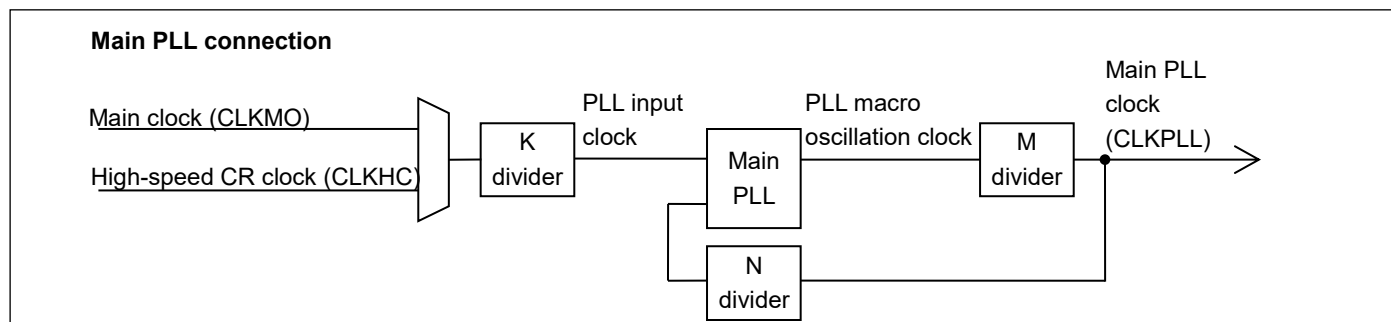 Main PLL connection
Main clock (CLKMO)
High-speed CR clock (CLKHC)
K
divider
PLL input
clock
Main
PLL
PLL macro
oscillation clock
M
divider
Main PLL
clock
(CLKPLL)
N
divider